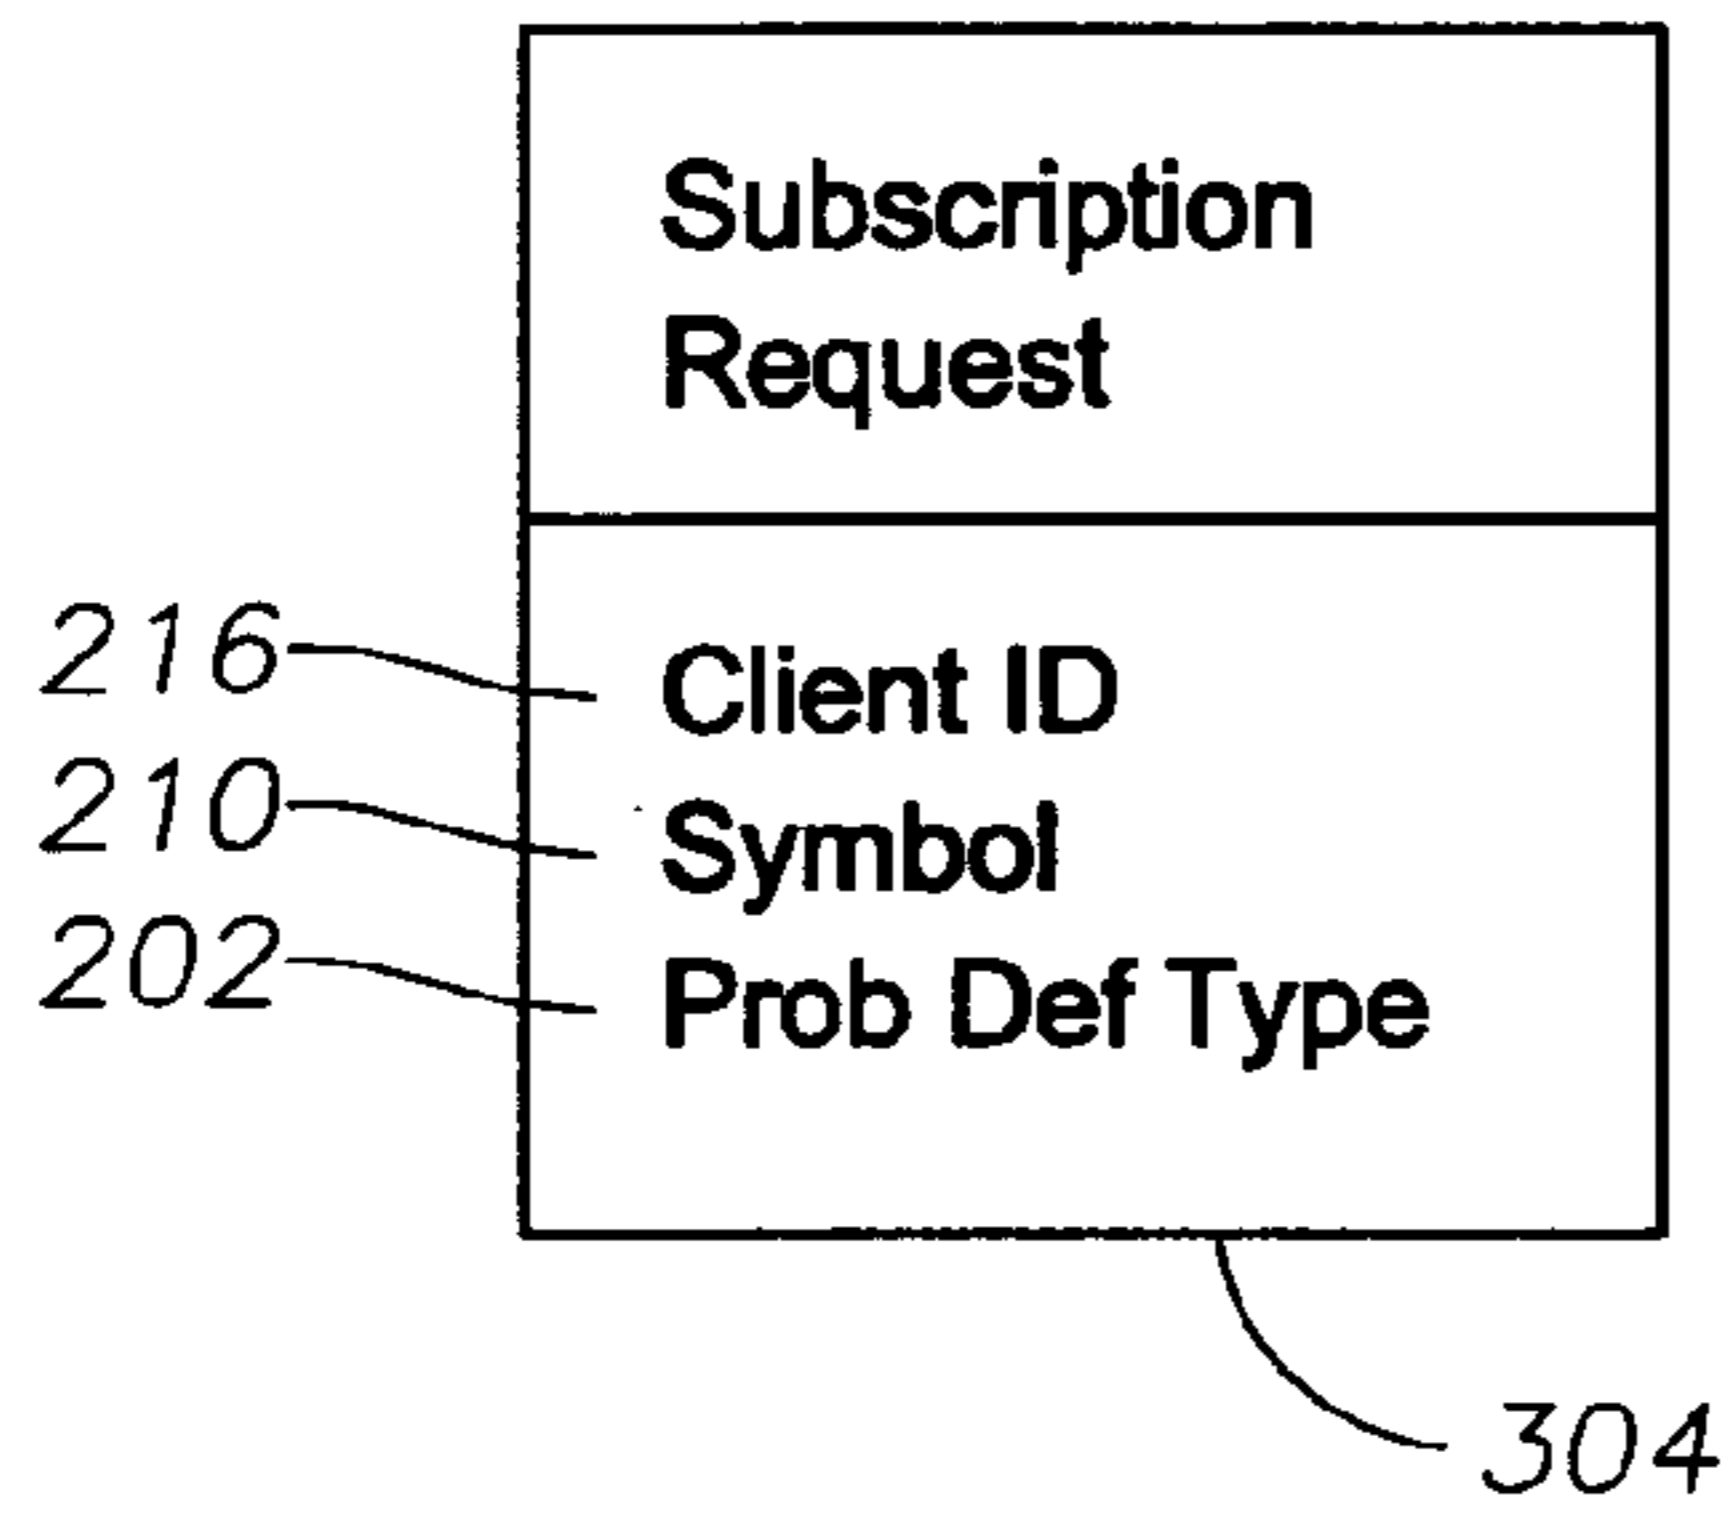 Subscription
Request
216 Client ID
210 Symbol
202 Prob Def Type
304